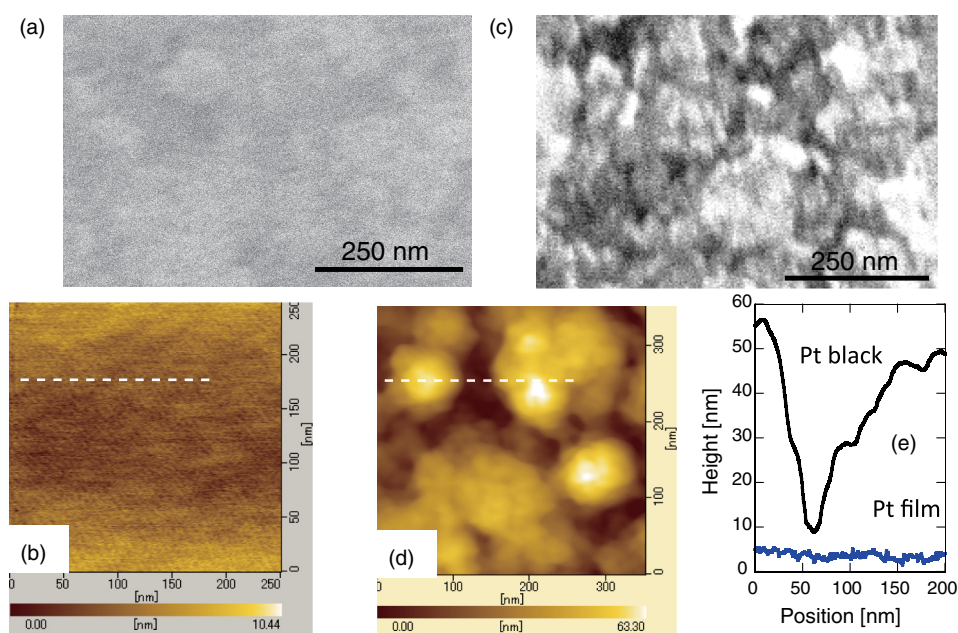 (a)
250 nm
(c)
250 nm
250
200
150
100
50
0
[nm]
(b)
0
50
100
150
200
250
[nm]
0.00
[nm]
10.44
300
200
100
0
[nm]
(d)
0
100
200
300
[nm]
0.00
[nm]
63.30
60
50
40
30
20
10
0
Height [nm]
Pt black
(e)
Pt film
0
50
100
150
200
Position [nm]